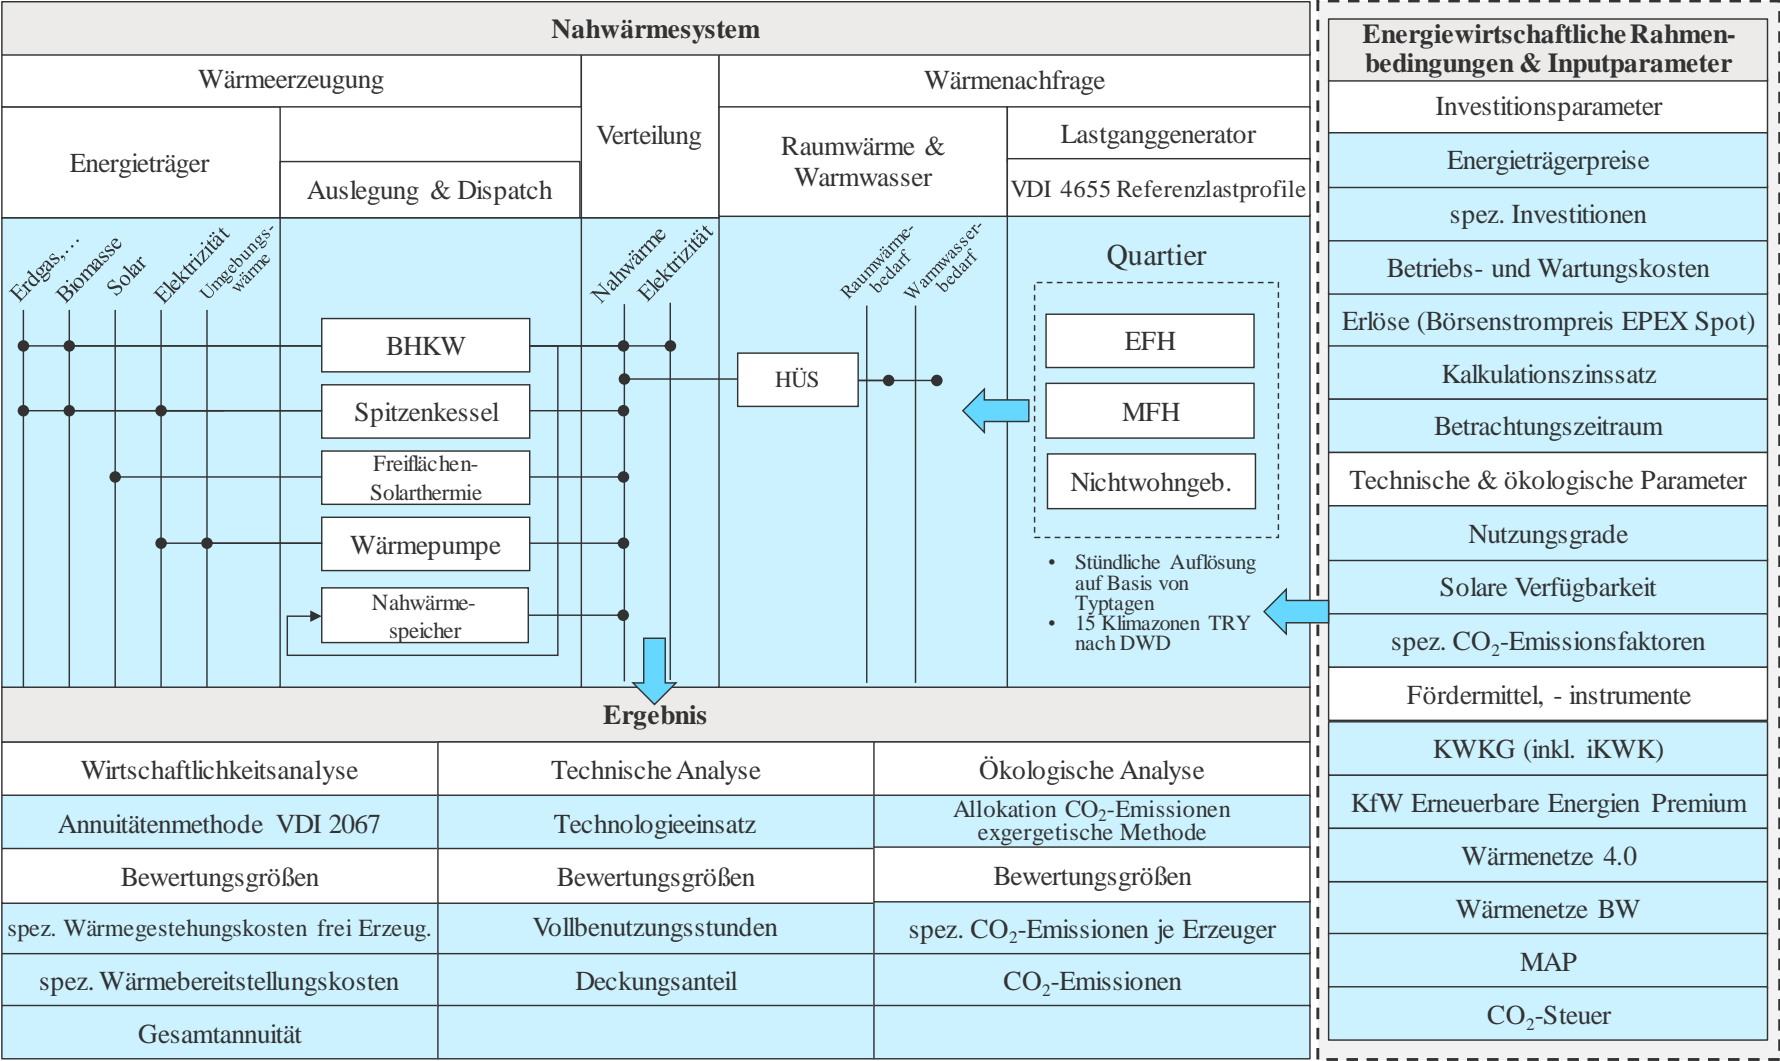 Nahwärmesystem
Wärmeerzeugung
Verteilung
Wärmenachfrage
Energieträger
Auslegung & Dispatch
Raumwärme &
Warmwasser
Lastganggenerator
VDI 4655 Referenzlastprofile
Erdgas,…
Biomasse
Solar
Elektrizität
Umgebungs-
wärme
Nahwärme
Elektrizität
Raumwärme-
bedarf
Warmwasser-
bedarf
BHKW
Spitzenkessel
Freiflächen-
Solarthermie
Wärmepumpe
Nahwärme-
speicher
HÜS
Quartier
EFH
MFH
Nichtwohngeb.
• Stündliche Auflösung
auf Basis von
Typtagen
• 15 Klimazonen TRY
nach DWD
Ergebnis
Wirtschaftlichkeitsanalyse
Technische Analyse
Ökologische Analyse
Annuitätenmethode VDI 2067
Technologieeinsatz
Allokation CO₂-Emissionen
exgergetische Methode
Bewertungsgrößen
Bewertungsgrößen
Bewertungsgrößen
spez. Wärmegestehungskosten frei Erzeug.
Vollbenutzungsstunden
spez. CO₂-Emissionen je Erzeuger
spez. Wärmebereitstellungskosten
Deckungsanteil
CO₂-Emissionen
Gesamtannuität
Energiewirtschaftliche Rahmen-
bedingungen & Inputparameter
Investitionsparameter
Energieträgerpreise
spez. Investitionen
Betriebs- und Wartungskosten
Erlöse (Börsenstrompreis EPEX Spot)
Kalkulationszinssatz
Betrachtungszeitraum
Technische & ökologische Parameter
Nutzungsgrade
Solare Verfügbarkeit
spez. CO₂-Emissionsfaktoren
Fördermittel, - instrumente
KWKG (inkl. iKWK)
KfW Erneuerbare Energien Premium
Wärmenetze 4.0
Wärmenetze BW
MAP
CO₂-Steuer